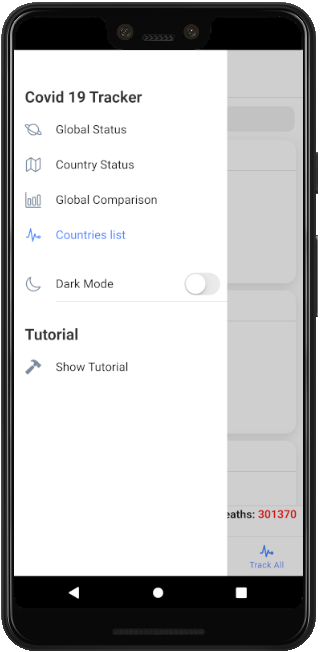 Covid 19 Tracker
Global Status
Country Status
Global Comparison
Countries list
Dark Mode
Tutorial
Show Tutorial
eaths: 301370
Track All